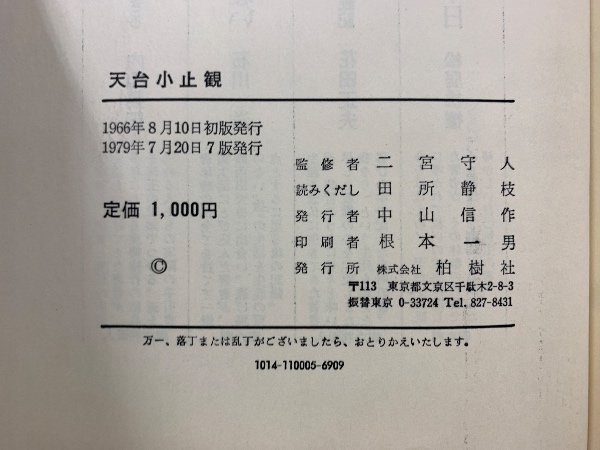 天台小止観
1966年8月10日初版発行
1979年7月20日7版発行
定価 1,000円
©
監修者 二宮守人
読みくだし 田所静枝
発行者 中山信作
印刷者 根本一男
発行所 株式会社 柏樹社
〒113 東京都文京区千駄木2-8-3
振替東京 0-33724 Tel. 827-8431
万一、落丁または乱丁がございましたら、おとりかえいたします。
1014-110005-6909